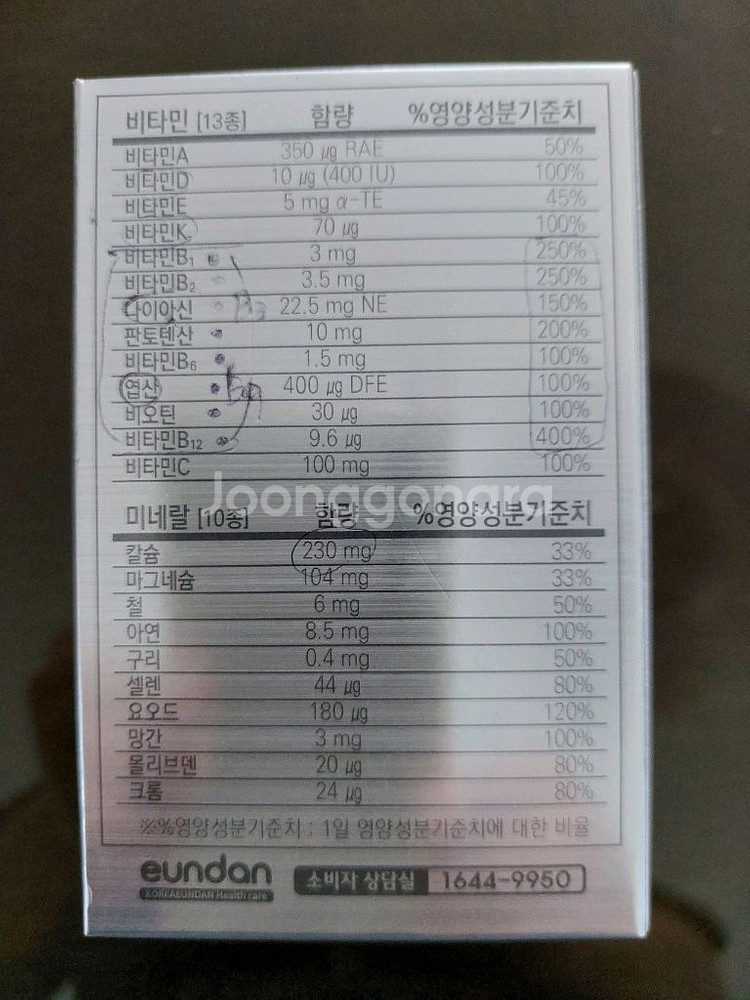 비타민 [13종] 함량 %영양성분기준치
비타민A 350 μg RAE 50%
비타민D 10 μg (400 IU) 100%
비타민E 5 mg α-TE 45%
비타민K 70 μg 100%
비타민B₁ 3 mg 250%
비타민B₂ 3.5 mg 250%
나이아신 B₃ 22.5 mg NE 150%
판토텐산 10 mg 200%
비타민B₆ 1.5 mg 100%
엽산 400 μg DFE 100%
비오틴 30 μg 100%
비타민B₁₂ 9.6 μg 400%
비타민C 100 mg 100%
Joonggonara
미네랄 [10종] 함량 %영양성분기준치
칼슘 230 mg 33%
마그네슘 104 mg 33%
철 6 mg 50%
아연 8.5 mg 100%
구리 0.4 mg 50%
셀렌 44 μg 80%
요오드 180 μg 120%
망간 3 mg 100%
몰리브덴 20 μg 80%
크롬 24 μg 80%
※%영양성분기준치 : 1일 영양성분기준치에 대한 비율
eundan 소비자 상담실 1644-9950
KOREAEUNDAN Healthcare